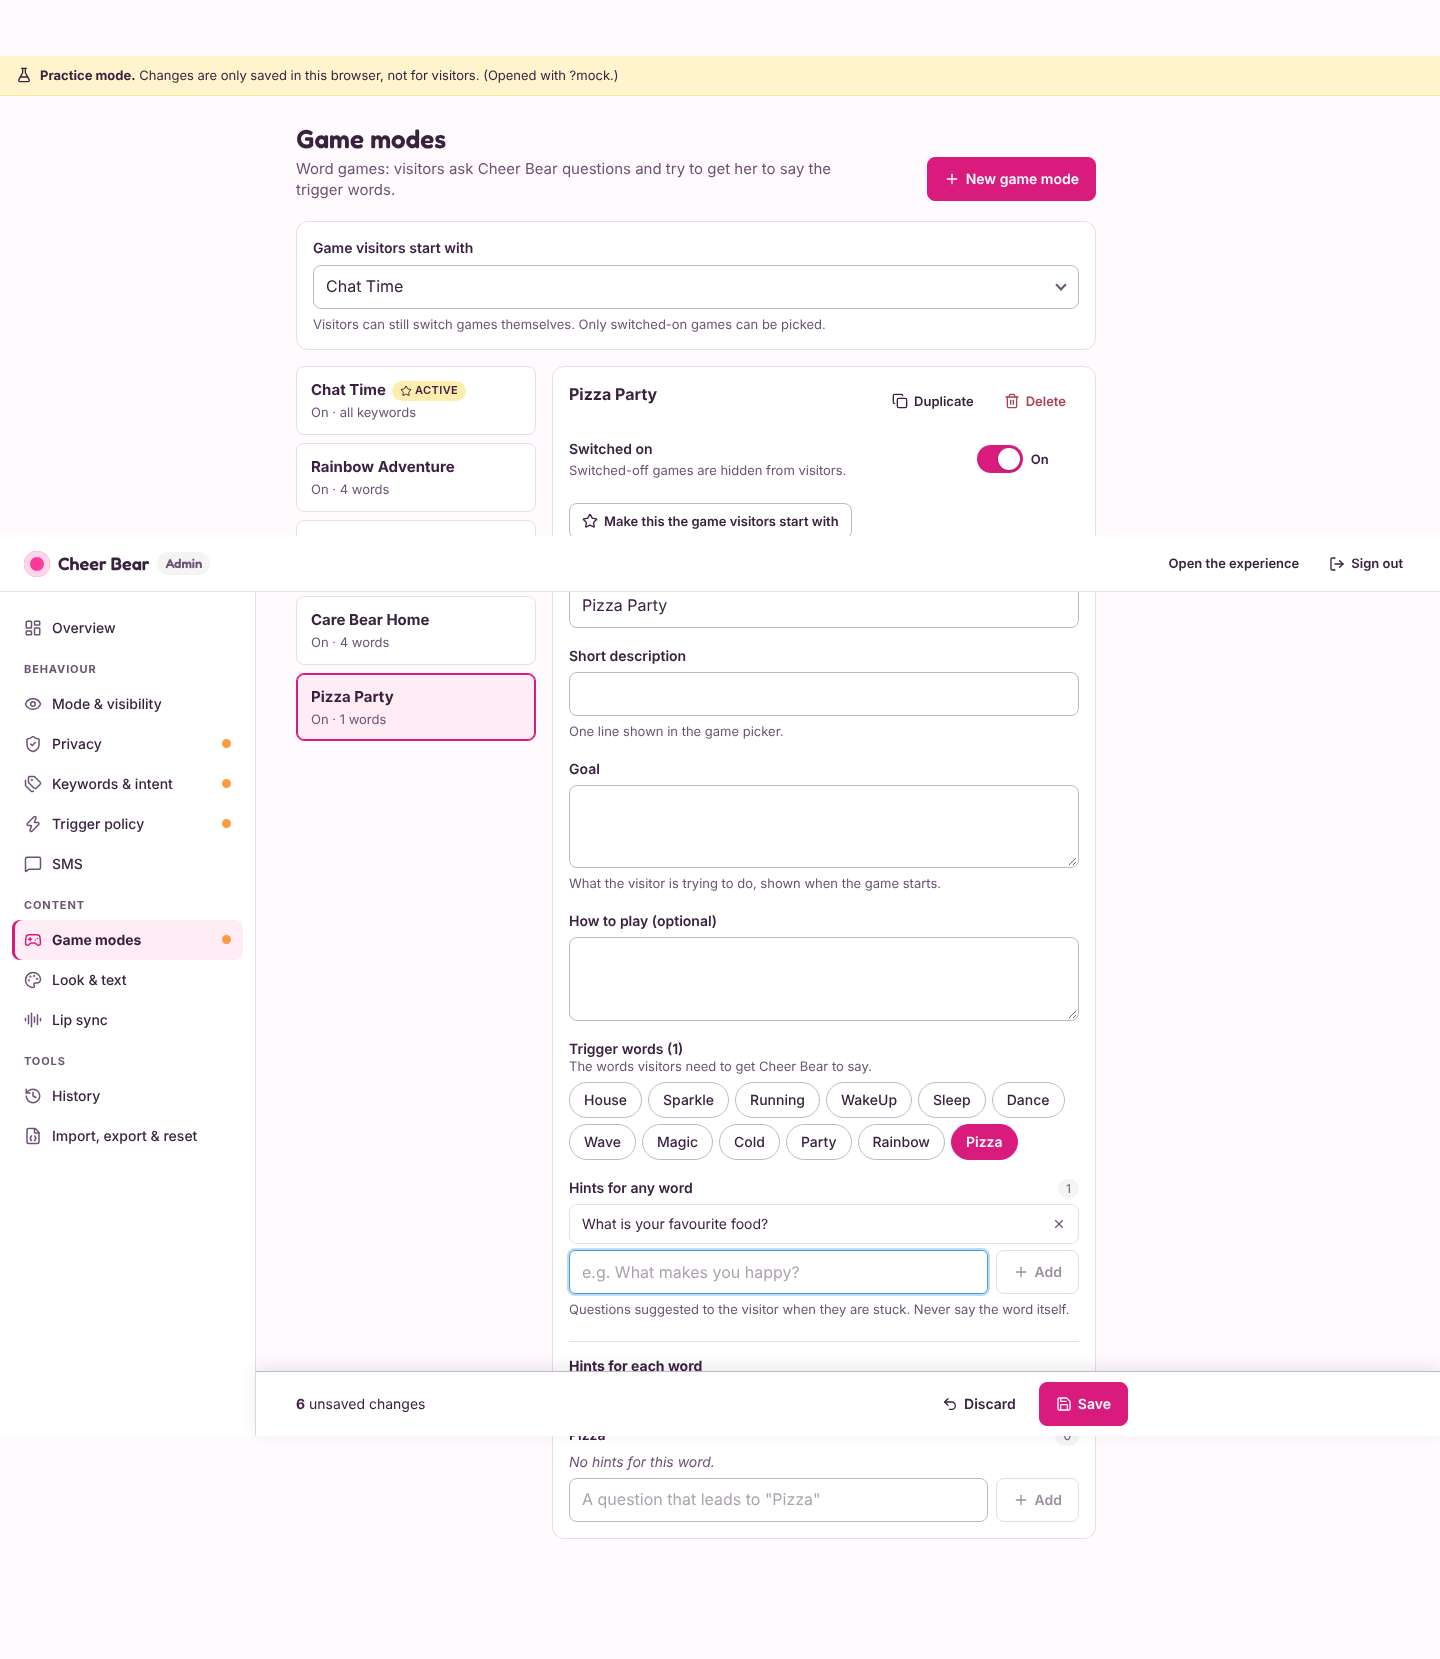 Practice mode. Changes are only saved in this browser, not for visitors. (Opened with ?mock.)
Game modes
Word games: visitors ask Cheer Bear questions and try to get her to say the
trigger words.
New game mode
Game visitors start with
Chat Time
Visitors can still switch games themselves. Only switched-on games can be picked.
Chat Time ACTIVE
On · all keywords
Rainbow Adventure
On · 4 words
Pizza Party
Duplicate
Delete
Switched on
Switched-off games are hidden from visitors.
On
Make this the game visitors start with
Cheer Bear Admin
Open the experience
Sign out
Overview
BEHAVIOUR
Mode & visibility
Privacy
Keywords & intent
Trigger policy
SMS
CONTENT
Game modes
Look & text
Lip sync
TOOLS
History
Import, export & reset
Care Bear Home
On · 4 words
Pizza Party
On · 1 words
Pizza Party
Short description
One line shown in the game picker.
Goal
What the visitor is trying to do, shown when the game starts.
How to play (optional)
Trigger words (1)
The words visitors need to get Cheer Bear to say.
House Sparkle Running WakeUp Sleep Dance
Wave Magic Cold Party Rainbow Pizza
Hints for any word 1
What is your favourite food?
e.g. What makes you happy?
Add
Questions suggested to the visitor when they are stuck. Never say the word itself.
Hints for each word
6 unsaved changes
Discard
Save
Pizza 0
No hints for this word.
A question that leads to "Pizza"
Add